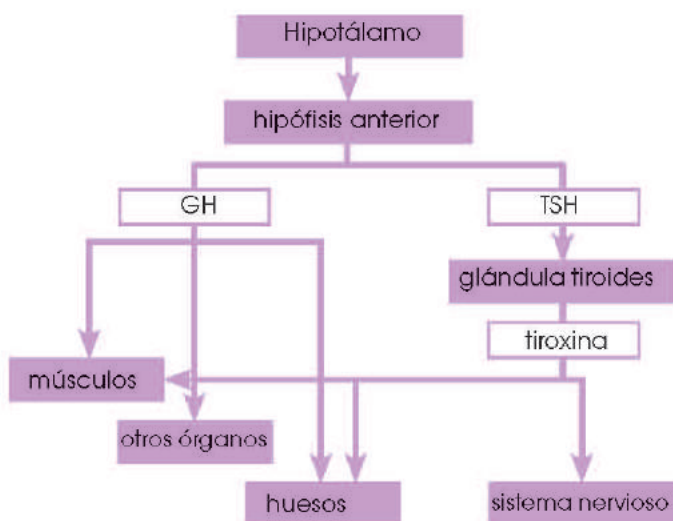 Hipotálamo
hipófisis anterior
GH
TSH
glándula tiroides
tiroxina
músculos
otros órganos
huesos
sistema nervioso